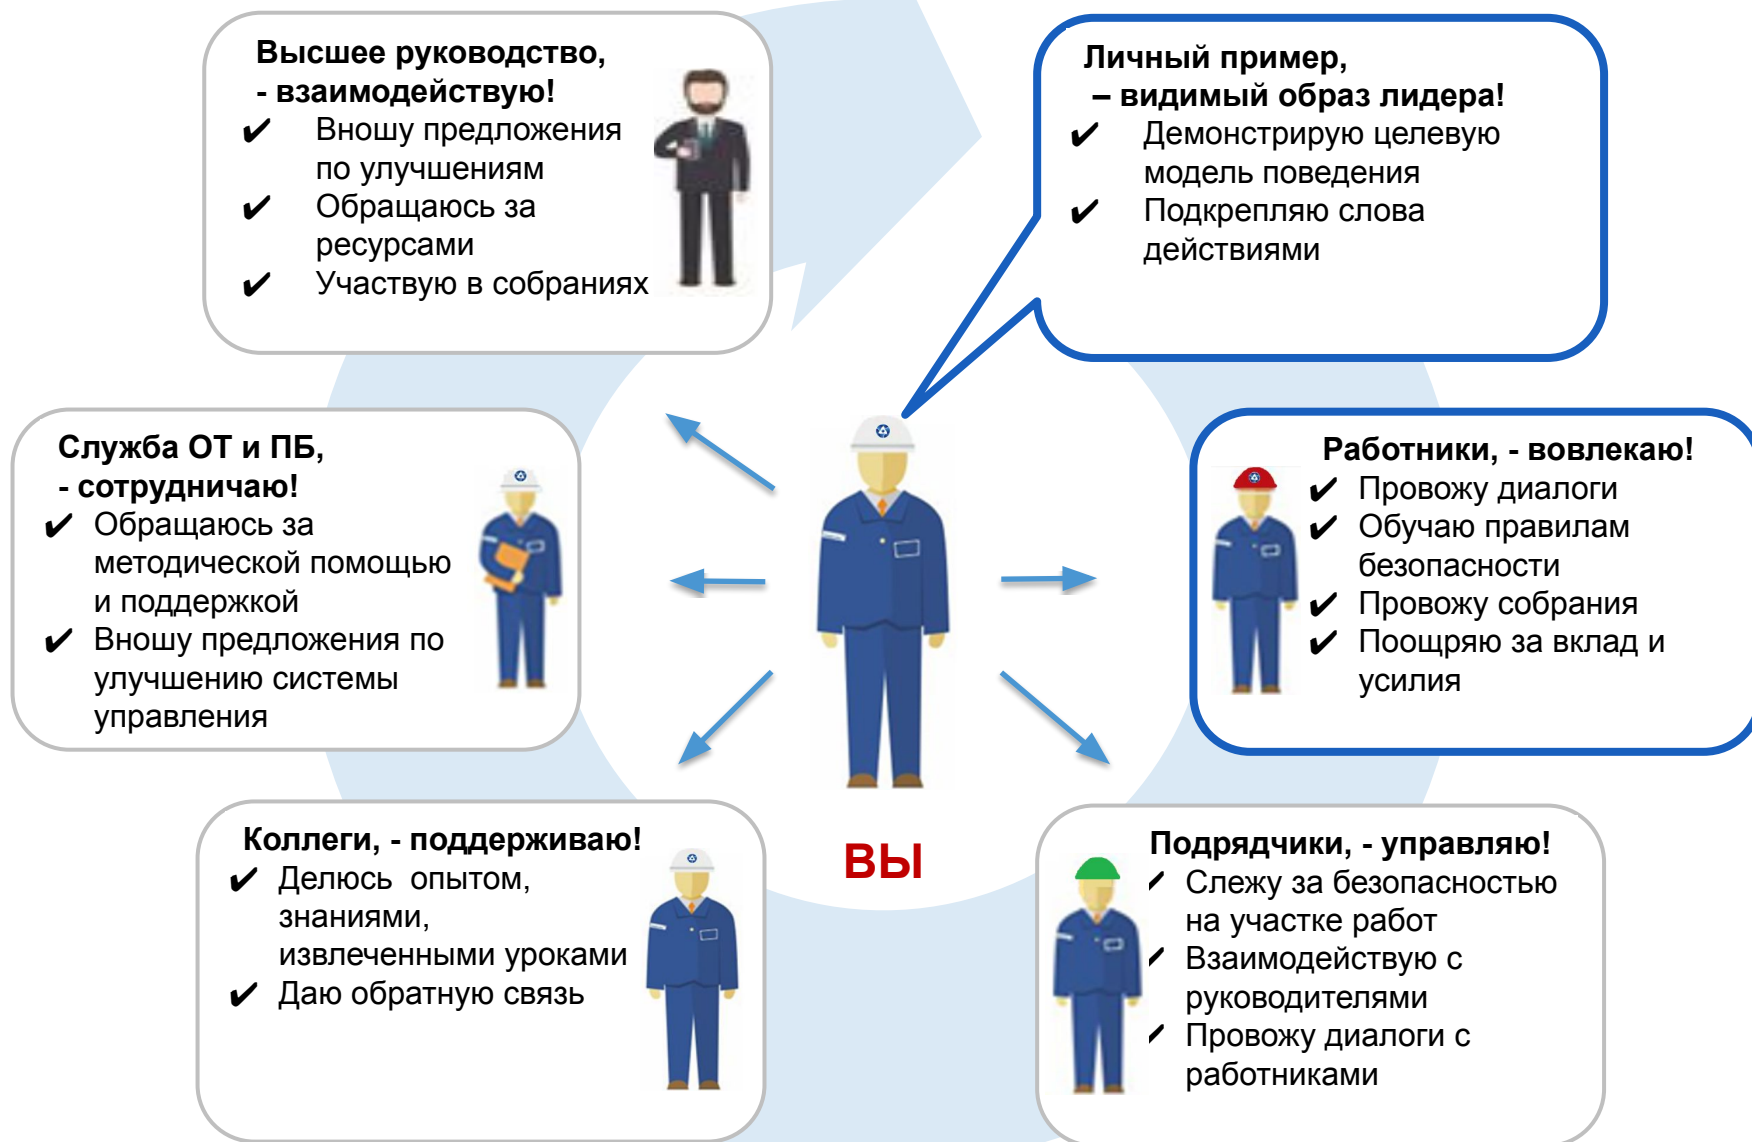 Высшее руководство,
- взаимодействую!
✔ Вношу предложения
по улучшениям
✔ Обращаюсь за
ресурсами
✔ Участвую в собраниях
Личный пример,
– видимый образ лидера!
✔ Демонстрирую целевую
модель поведения
✔ Подкрепляю слова
действиями
Служба ОТ и ПБ,
- сотрудничаю!
✔ Обращаюсь за
методической помощью
и поддержкой
✔ Вношу предложения по
улучшению системы
управления
Работники, - вовлекаю!
✔ Провожу диалоги
✔ Обучаю правилам
безопасности
✔ Провожу собрания
✔ Поощряю за вклад и
усилия
Коллеги, - поддерживаю!
✔ Делюсь опытом,
знаниями,
извлеченными уроками
✔ Даю обратную связь
ВЫ
Подрядчики, - управляю!
✔ Слежу за безопасностью
на участке работ
✔ Взаимодействую с
руководителями
✔ Провожу диалоги с
работниками